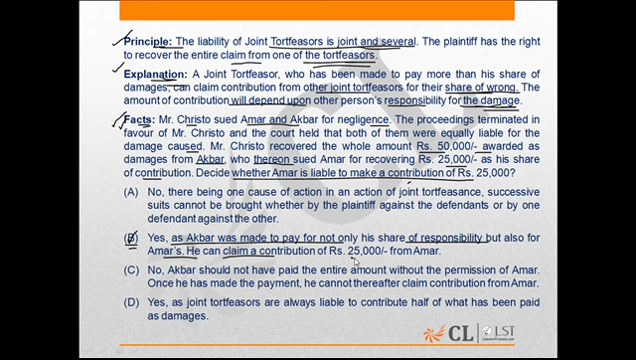 Principle: The liability of Joint Tortfeasors is joint and several. The plaintiff has the right
to recover the entire claim from one of the tortfeasors.
Explanation: A Joint Tortfeasor, who has been made to pay more than his share of
damages, can claim contribution from other joint tortfeasors for their share of wrong. The
amount of contribution will depend upon other person's responsibility for the damage.
Facts: Mr. Christo sued Amar and Akbar for negligence. The proceedings terminated in
favour of Mr. Christo and the court held that both of them were equally liable for the
damage caused. Mr. Christo recovered the whole amount Rs. 50,000/- awarded as
damages from Akbar, who thereon sued Amar for recovering Rs. 25,000/- as his share
of contribution. Decide whether Amar is liable to make a contribution of Rs. 25,000?
(A) No, there being one cause of action in an action of joint tortfeasance, successive
suits cannot be brought whether by the plaintiff against the defendants or by one
defendant against the other.
(B) Yes, as Akbar was made to pay for not only his share of responsibility but also for
Amar's. He can claim a contribution of Rs. 25,000/- from Amar.
(C) No, Akbar should not have paid the entire amount without the permission of Amar.
Once he has made the payment, he cannot thereafter claim contribution from Amar.
(D) Yes, as joint tortfeasors are always liable to contribute half of what has been paid
as damages.
CL LST